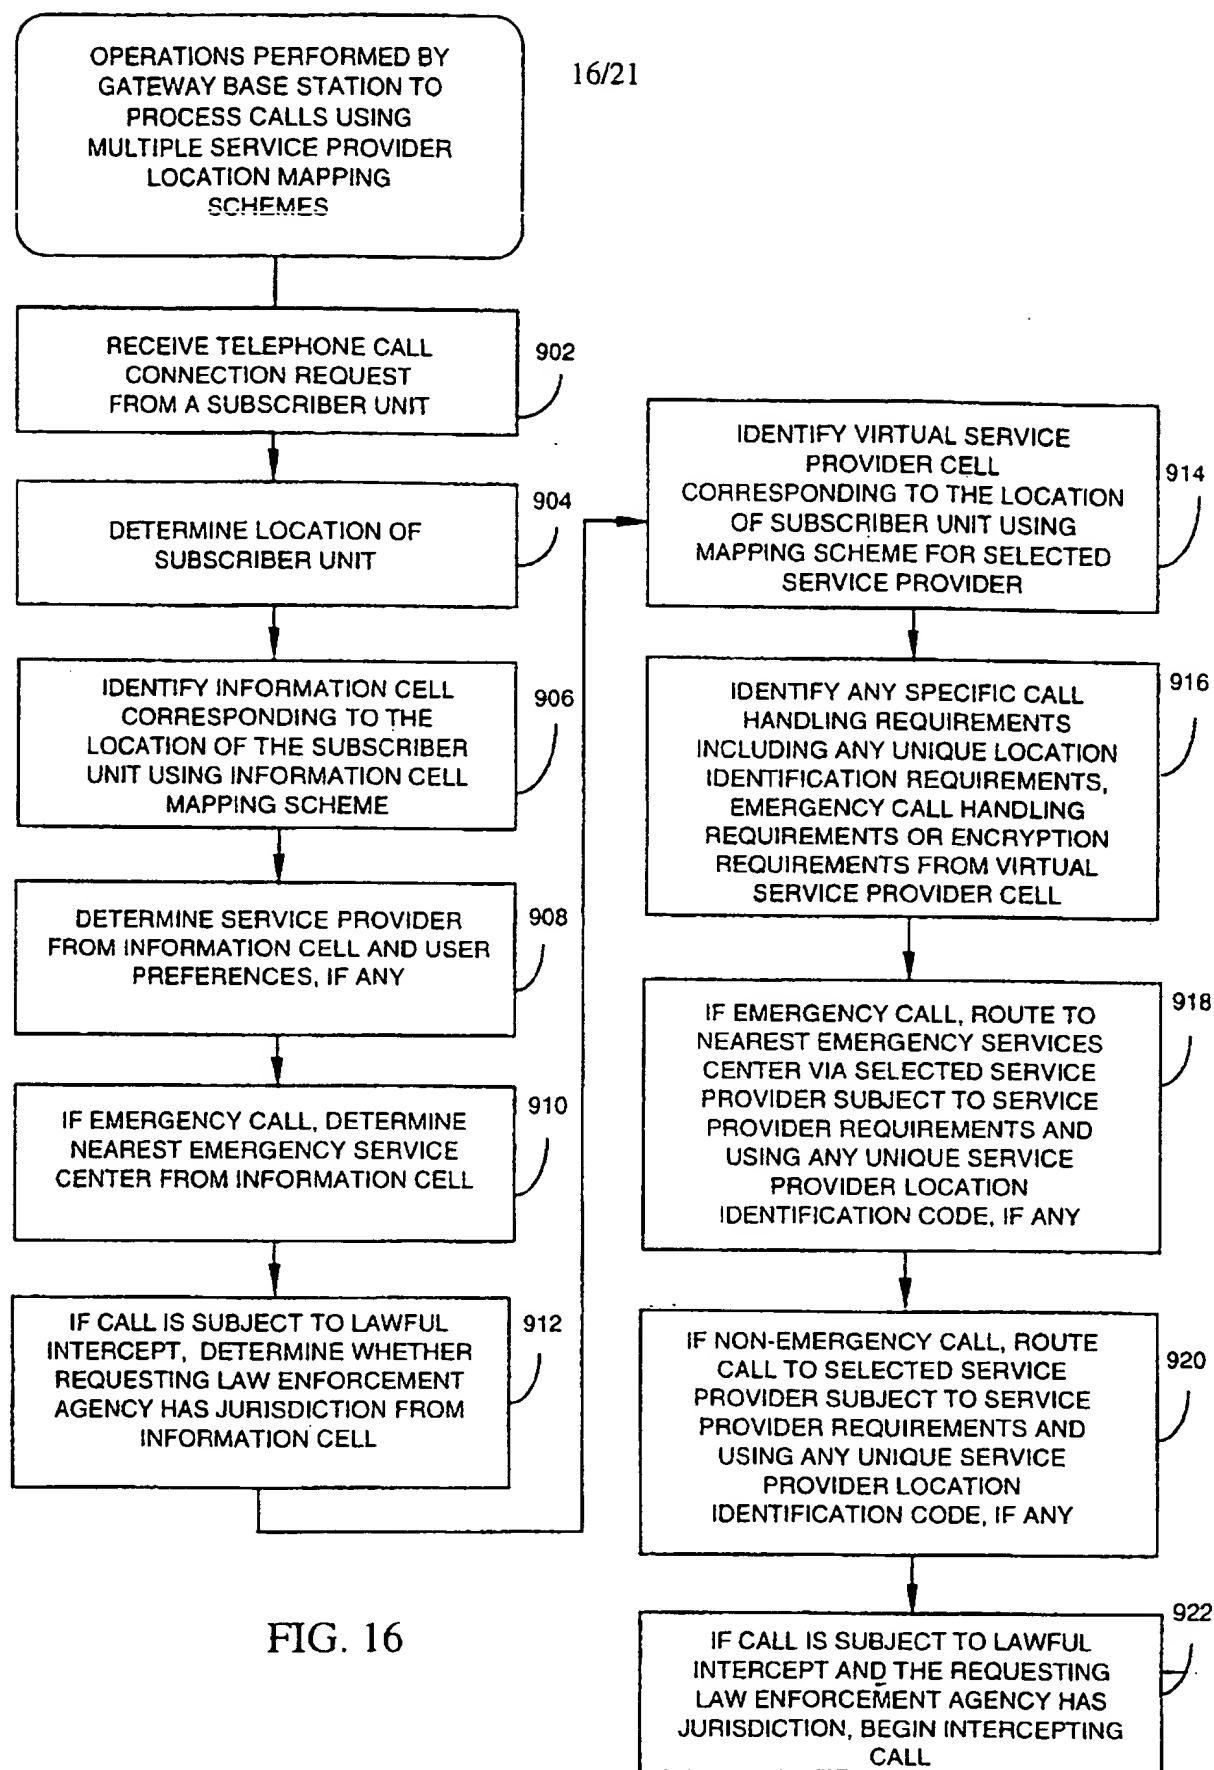 OPERATIONS PERFORMED BY
GATEWAY BASE STATION TO
PROCESS CALLS USING
MULTIPLE SERVICE PROVIDER
LOCATION MAPPING
SCHEMES
16/21
RECEIVE TELEPHONE CALL
CONNECTION REQUEST
FROM A SUBSCRIBER UNIT
902
DETERMINE LOCATION OF
SUBSCRIBER UNIT
904
IDENTIFY INFORMATION CELL
CORRESPONDING TO THE
LOCATION OF THE SUBSCRIBER
UNIT USING INFORMATION CELL
MAPPING SCHEME
906
DETERMINE SERVICE PROVIDER
FROM INFORMATION CELL AND USER
PREFERENCES, IF ANY
908
IF EMERGENCY CALL, DETERMINE
NEAREST EMERGENCY SERVICE
CENTER FROM INFORMATION CELL
910
IF CALL IS SUBJECT TO LAWFUL
INTERCEPT, DETERMINE WHETHER
REQUESTING LAW ENFORCEMENT
AGENCY HAS JURISDICTION FROM
INFORMATION CELL
912
IDENTIFY VIRTUAL SERVICE
PROVIDER CELL
CORRESPONDING TO THE LOCATION
OF SUBSCRIBER UNIT USING
MAPPING SCHEME FOR SELECTED
SERVICE PROVIDER
914
IDENTIFY ANY SPECIFIC CALL
HANDLING REQUIREMENTS
INCLUDING ANY UNIQUE LOCATION
IDENTIFICATION REQUIREMENTS,
EMERGENCY CALL HANDLING
REQUIREMENTS OR ENCRYPTION
REQUIREMENTS FROM VIRTUAL
SERVICE PROVIDER CELL
916
IF EMERGENCY CALL, ROUTE TO
NEAREST EMERGENCY SERVICES
CENTER VIA SELECTED SERVICE
PROVIDER SUBJECT TO SERVICE
PROVIDER REQUIREMENTS AND
USING ANY UNIQUE SERVICE
PROVIDER LOCATION
IDENTIFICATION CODE, IF ANY
918
IF NON-EMERGENCY CALL, ROUTE
CALL TO SELECTED SERVICE
PROVIDER SUBJECT TO SERVICE
PROVIDER REQUIREMENTS AND
USING ANY UNIQUE SERVICE
PROVIDER LOCATION
IDENTIFICATION CODE, IF ANY
920
IF CALL IS SUBJECT TO LAWFUL
INTERCEPT AND THE REQUESTING
LAW ENFORCEMENT AGENCY HAS
JURISDICTION, BEGIN INTERCEPTING
CALL
922
FIG. 16